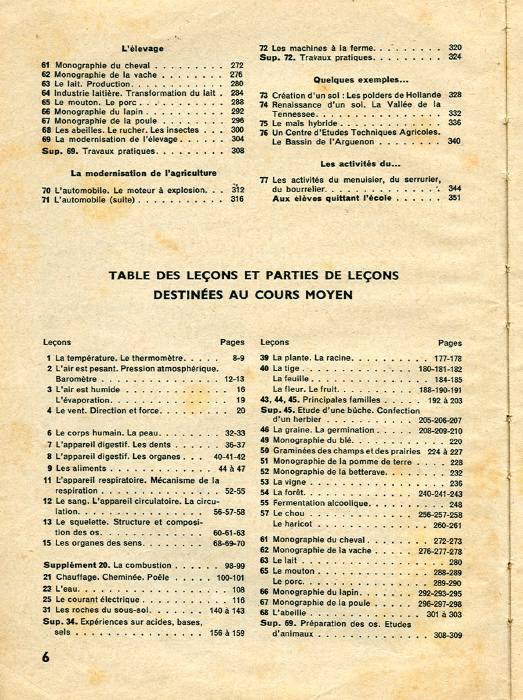 L'élevage
61 Monographie du cheval . . . . . . . 272
62 Monographie de la vache . . . . . . 276
63 Le lait. Production. . . . . . . . . . 280
64 Industrie laitière. Transformation du lait . 284
65 Le mouton. Le porc . . . . . . . . . 288
66 Monographie du lapin . . . . . . . . 292
67 Monographie de la poule . . . . . . . 296
68 Les abeilles. Le rucher. Les insectes . . . 300
69 La modernisation de l'élevage. . . . . . 304
Sup. 69. Travaux pratiques. . . . . . . . 308
La modernisation de l'agriculture
70 L'automobile. Le moteur à explosion. . . 312
71 L'automobile (suite) . . . . . . . . . 316
72 Les machines à la ferme. . . . . . . . 320
Sup. 72. Travaux pratiques. . . . . . . . 324
Quelques exemples...
73 Création d'un sol : Les polders de Hollande 328
74 Renaissance d'un sol. La Vallée de la
Tennessee. . . . . . . . . . . . . 332
75 Le maïs hybride . . . . . . . . . . . 336
76 Un Centre d'Etudes Techniques Agricoles.
Le Bassin de l'Arguenon . . . . . . . 340
Les activités du...
77 Les activités du menuisier, du serrurier,
du bourrelier. . . . . . . . . . . . 344
Aux élèves quittant l'école . . . . . . 351
TABLE DES LEÇONS ET PARTIES DE LEÇONS
DESTINÉES AU COURS MOYEN
Leçons Pages
1 La température. Le thermomètre. . . . . 8-9
2 L'air est pesant. Pression atmosphérique.
Baromètre . . . . . . . . . . . . 12-13
3 L'air est humide . . . . . . . . . . 16
L'évaporation. . . . . . . . . . . . 19
4 Le vent. Direction et force. . . . . . . 20
6 Le corps humain. La peau. . . . . . . 32-33
7 L'appareil digestif. Les dents . . . . . 36-37
8 L'appareil digestif. Les organes . . . . 40-41-42
9 Les aliments . . . . . . . . . . . 44 à 47
11 L'appareil respiratoire. Mécanisme de la
respiration . . . . . . . . . . . . 52-55
12 Le sang. L'appareil circulatoire. La circu-
lation. . . . . . . . . . . . . . 56-57-58
13 Le squelette. Structure et composi-
tion des os. . . . . . . . . . . . 60-61-63
15 Les organes des sens. . . . . . . . 68-69-70
Supplément 20. La combustion . . . . . 98-99
21 Chauffage. Cheminée. Poêle . . . . . 100-101
23 L'eau. . . . . . . . . . . . . . . 108
25 Le courant électrique . . . . . . . . 116
31 Les roches du sous-sol. . . . . . . 140 à 143
Sup. 34. Expériences sur acides, bases,
sels . . . . . . . . . . . . . . 156 à 159
Leçons Pages
39 La plante. La racine. . . . . . . . . 177-178
40 La tige . . . . . . . . . . . . 180-181-182
La feuille . . . . . . . . . . . . 184-185
La fleur. Le fruit. . . . . . . . . 188-190-191
43, 44, 45. Principales familles . . . . 192 à 203
Sup. 45. Etude d'une bûche. Confection
d'un herbier . . . . . . . . . . 205-206-207
46 La graine. La germination . . . . . 208-209-210
49 Monographie du blé. . . . . . . . . . 220
50 Graminées des champs et des prairies 224 à 227
51 Monographie de la pomme de terre . . . 228
52 Monographie de la betterave. . . . . . 232
53 La vigne . . . . . . . . . . . . . 236
54 La forêt. . . . . . . . . . . . 240-241-243
55 Fermentation alcoolique. . . . . . . . 248
57 Le chou . . . . . . . . . . . . 256-257-258
Le haricot . . . . . . . . . . . . 260-261
61 Monographie du cheval . . . . . . . 272-273
62 Monographie de la vache . . . . . 276-277-278
63 Le lait . . . . . . . . . . . . . . 280
65 Le mouton . . . . . . . . . . . . 288-289
Le porc. . . . . . . . . . . . . . 289-290
66 Monographie du lapin. . . . . . . 292-293-295
67 Monographie de la poule . . . . . 296-297-298
68 L'abeille . . . . . . . . . . . . 301 à 303
Sup. 69. Préparation des os. Etudes
d'animaux . . . . . . . . . . . . 308-309
6